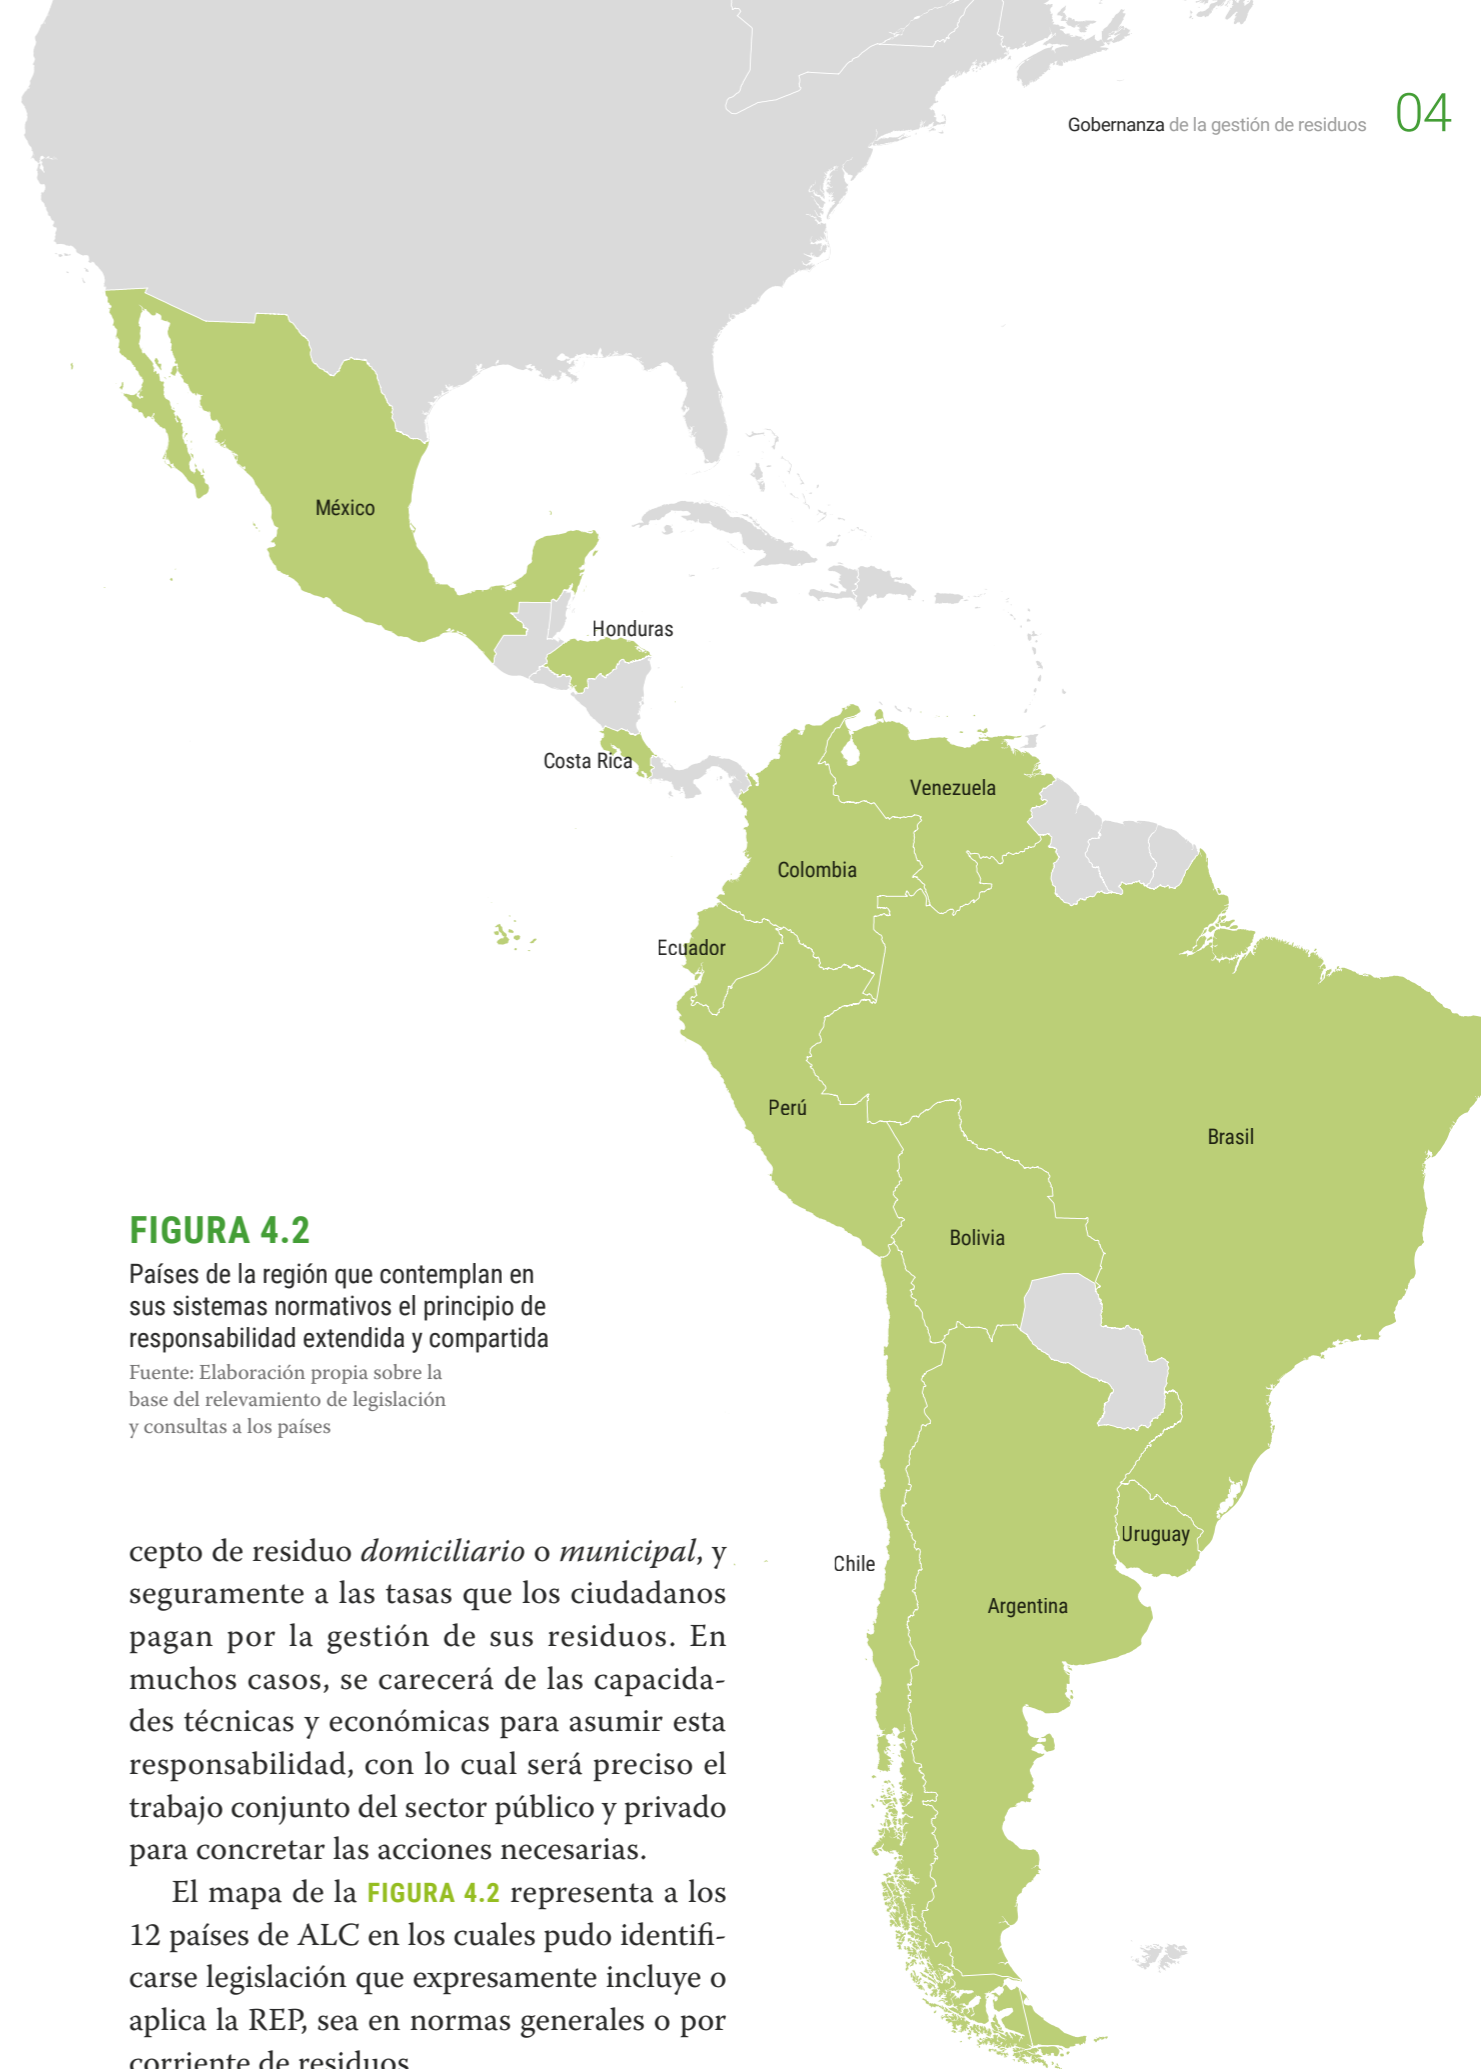 Gobernanza de la gestión de residuos 04
México
Honduras
Costa Rica
Venezuela
Colombia
Ecuador
Perú
Brasil
Bolivia
Uruguay
Chile
Argentina
FIGURA 4.2
Países de la región que contemplan en
sus sistemas normativos el principio de
responsabilidad extendida y compartida
Fuente: Elaboración propia sobre la
base del relevamiento de legislación
y consultas a los países
cepto de residuo domiciliario o municipal, y
seguramente a las tasas que los ciudadanos
pagan por la gestión de sus residuos. En
muchos casos, se carecerá de las capacida-
des técnicas y económicas para asumir esta
responsabilidad, con lo cual será preciso el
trabajo conjunto del sector público y privado
para concretar las acciones necesarias.
El mapa de la FIGURA 4.2 representa a los
12 países de ALC en los cuales pudo identifi-
carse legislación que expresamente incluye o
aplica la REP, sea en normas generales o por
corriente de residuos